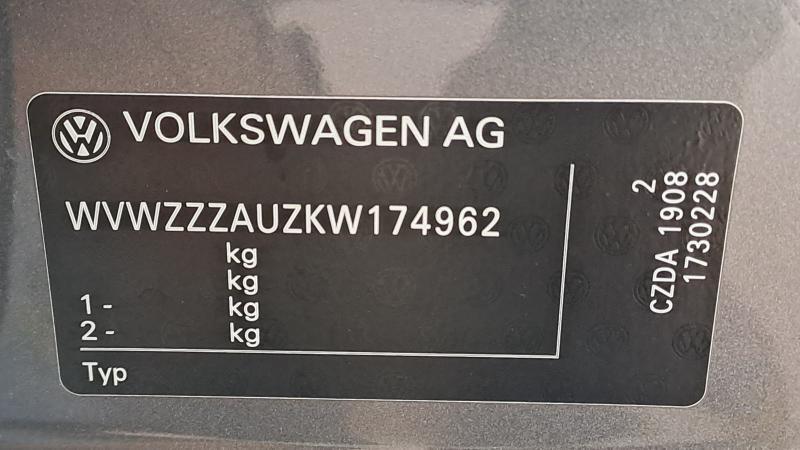 VOLKSWAGEN AG
WVWZZZAUZKW174962
kg
kg
1 - kg
2 - kg
Typ
2
CZDA 1908
1730228